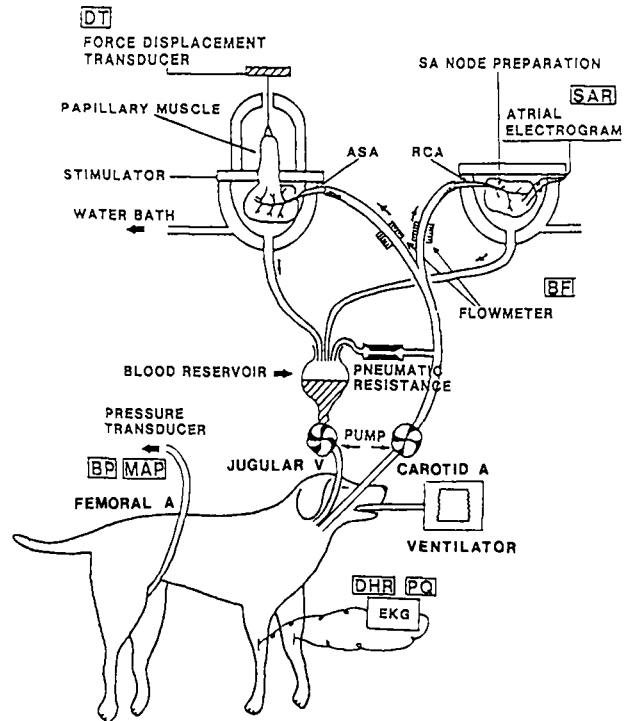 DT
FORCE DISPLACEMENT
TRANSDUCER
SA NODE PREPARATION
SAR
PAPILLARY MUSCLE
ATRIAL
ELECTROGRAM
ASA
RCA
STIMULATOR
WATER BATH
BF
FLOWMETER
BLOOD RESERVOIR
PNEUMATIC
RESISTANCE
PRESSURE
TRANSDUCER
PUMP
BP MAP
JUGULAR V
CAROTID A
FEMORAL A
VENTILATOR
DHR PQ
EKG